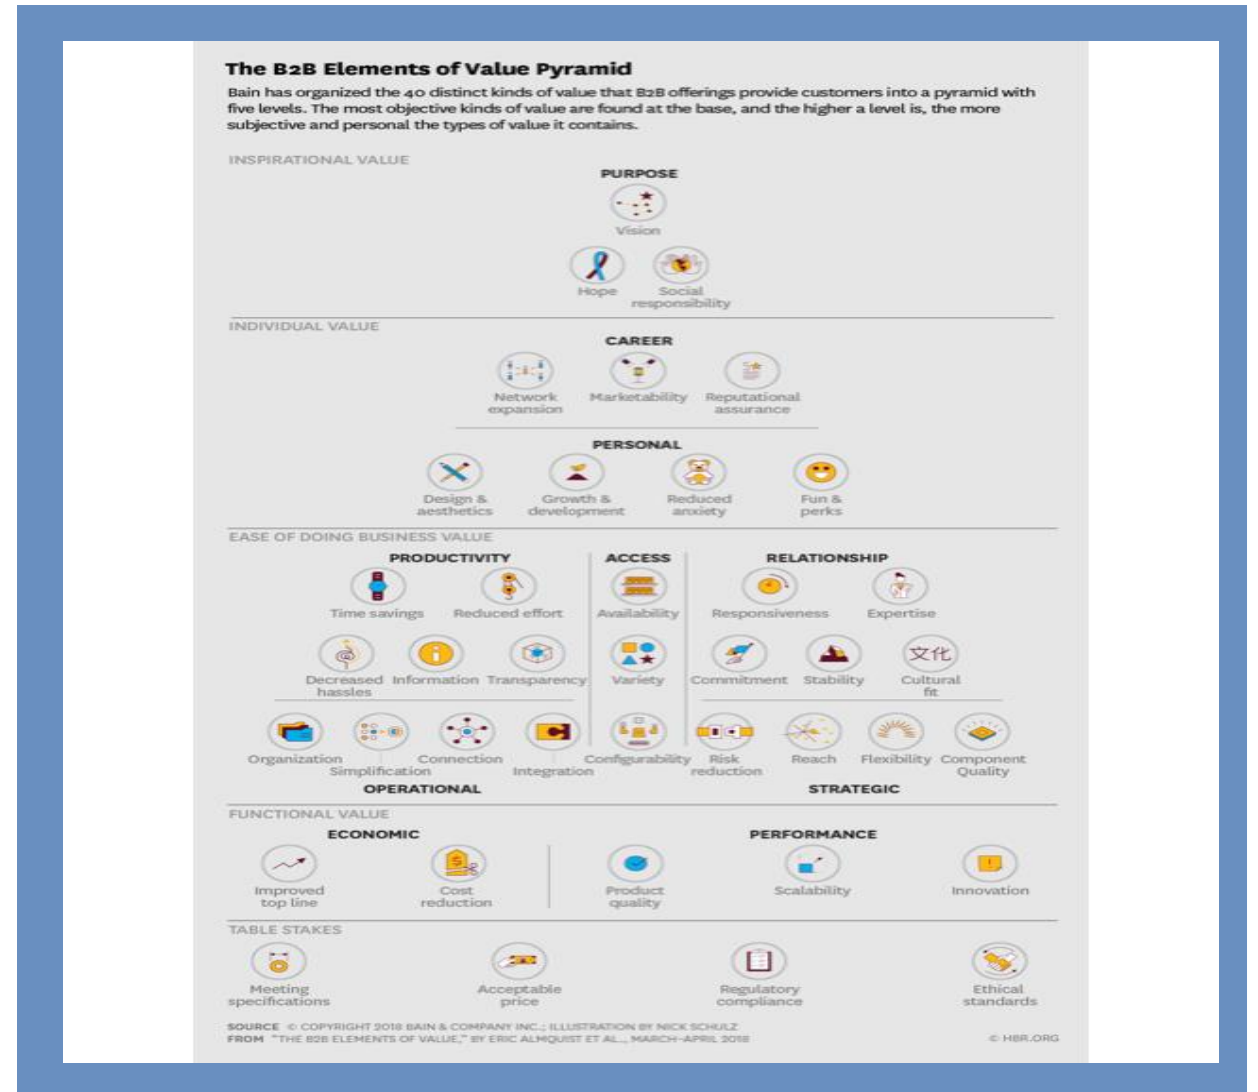 The B2B Elements of Value Pyramid
Bain has organized the 40 distinct kinds of value that B2B offerings provide customers into a pyramid with
five levels. The most objective kinds of value are found at the base, and the higher a level is, the more
subjective and personal the types of value it contains.
INSPIRATIONAL VALUE
PURPOSE
Vision
Hope Social
responsibility
INDIVIDUAL VALUE
CAREER
Network Marketability Reputational
expansion assurance
PERSONAL
Design & Growth & Reduced Fun &
aesthetics development anxiety perks
EASE OF DOING BUSINESS VALUE
PRODUCTIVITY ACCESS RELATIONSHIP
Time savings Reduced effort Availability Responsiveness Expertise
文化
Decreased Information Transparency Variety Commitment Stability Cultural
hassles fit
Organization Connection Configurability Risk Reach Flexibility Component
Simplification Integration reduction Quality
OPERATIONAL STRATEGIC
FUNCTIONAL VALUE
ECONOMIC PERFORMANCE
$
Improved Cost Product Scalability Innovation
top line reduction quality
TABLE STAKES
Meeting Acceptable Regulatory Ethical
specifications price compliance standards
SOURCE © COPYRIGHT 2018 BAIN & COMPANY INC.; ILLUSTRATION BY NICK SCHULZ
FROM "THE B2B ELEMENTS OF VALUE," BY ERIC ALMQUIST ET AL., MARCH–APRIL 2018 © HBR.ORG